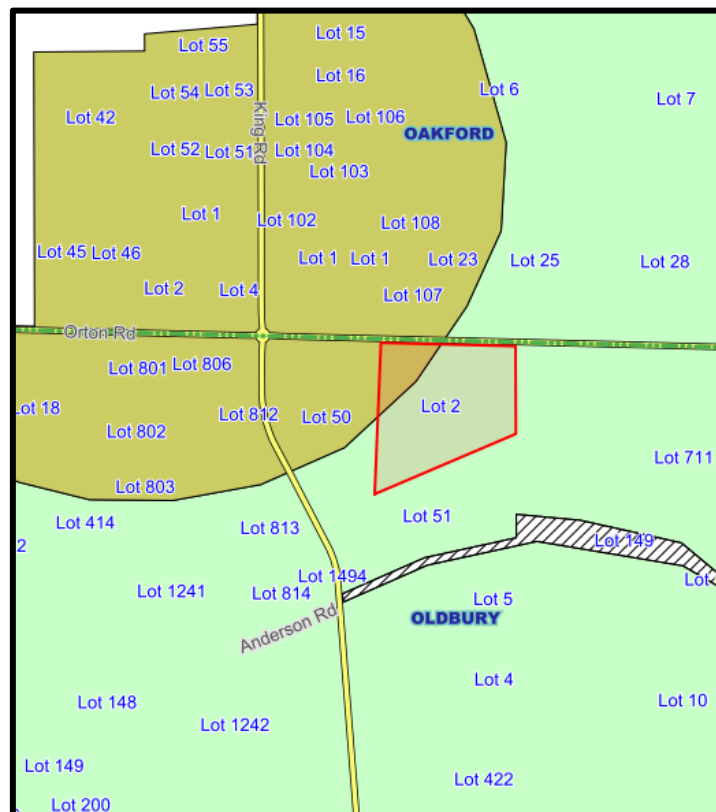 Lot 15
Lot 55
Lot 16
Lot 6
Lot 54
Lot 53
Lot 7
Lot 42
King Rd
Lot 105
Lot 106
OAKFORD
Lot 52
Lot 51
Lot 104
Lot 103
Lot 1
Lot 102
Lot 108
Lot 45
Lot 46
Lot 1
Lot 1
Lot 23
Lot 25
Lot 28
Lot 2
Lot 4
Lot 107
Orton Rd
Lot 801
Lot 806
Lot 18
Lot 812
Lot 50
Lot 2
Lot 802
Lot 711
Lot 803
Lot 414
Lot 813
Lot 51
2
Lot 149
Lot 1494
Lot
Lot 1241
Lot 814
Lot 5
Anderson Rd
OLDBURY
Lot 4
Lot 148
Lot 10
Lot 1242
Lot 149
Lot 422
Lot 200